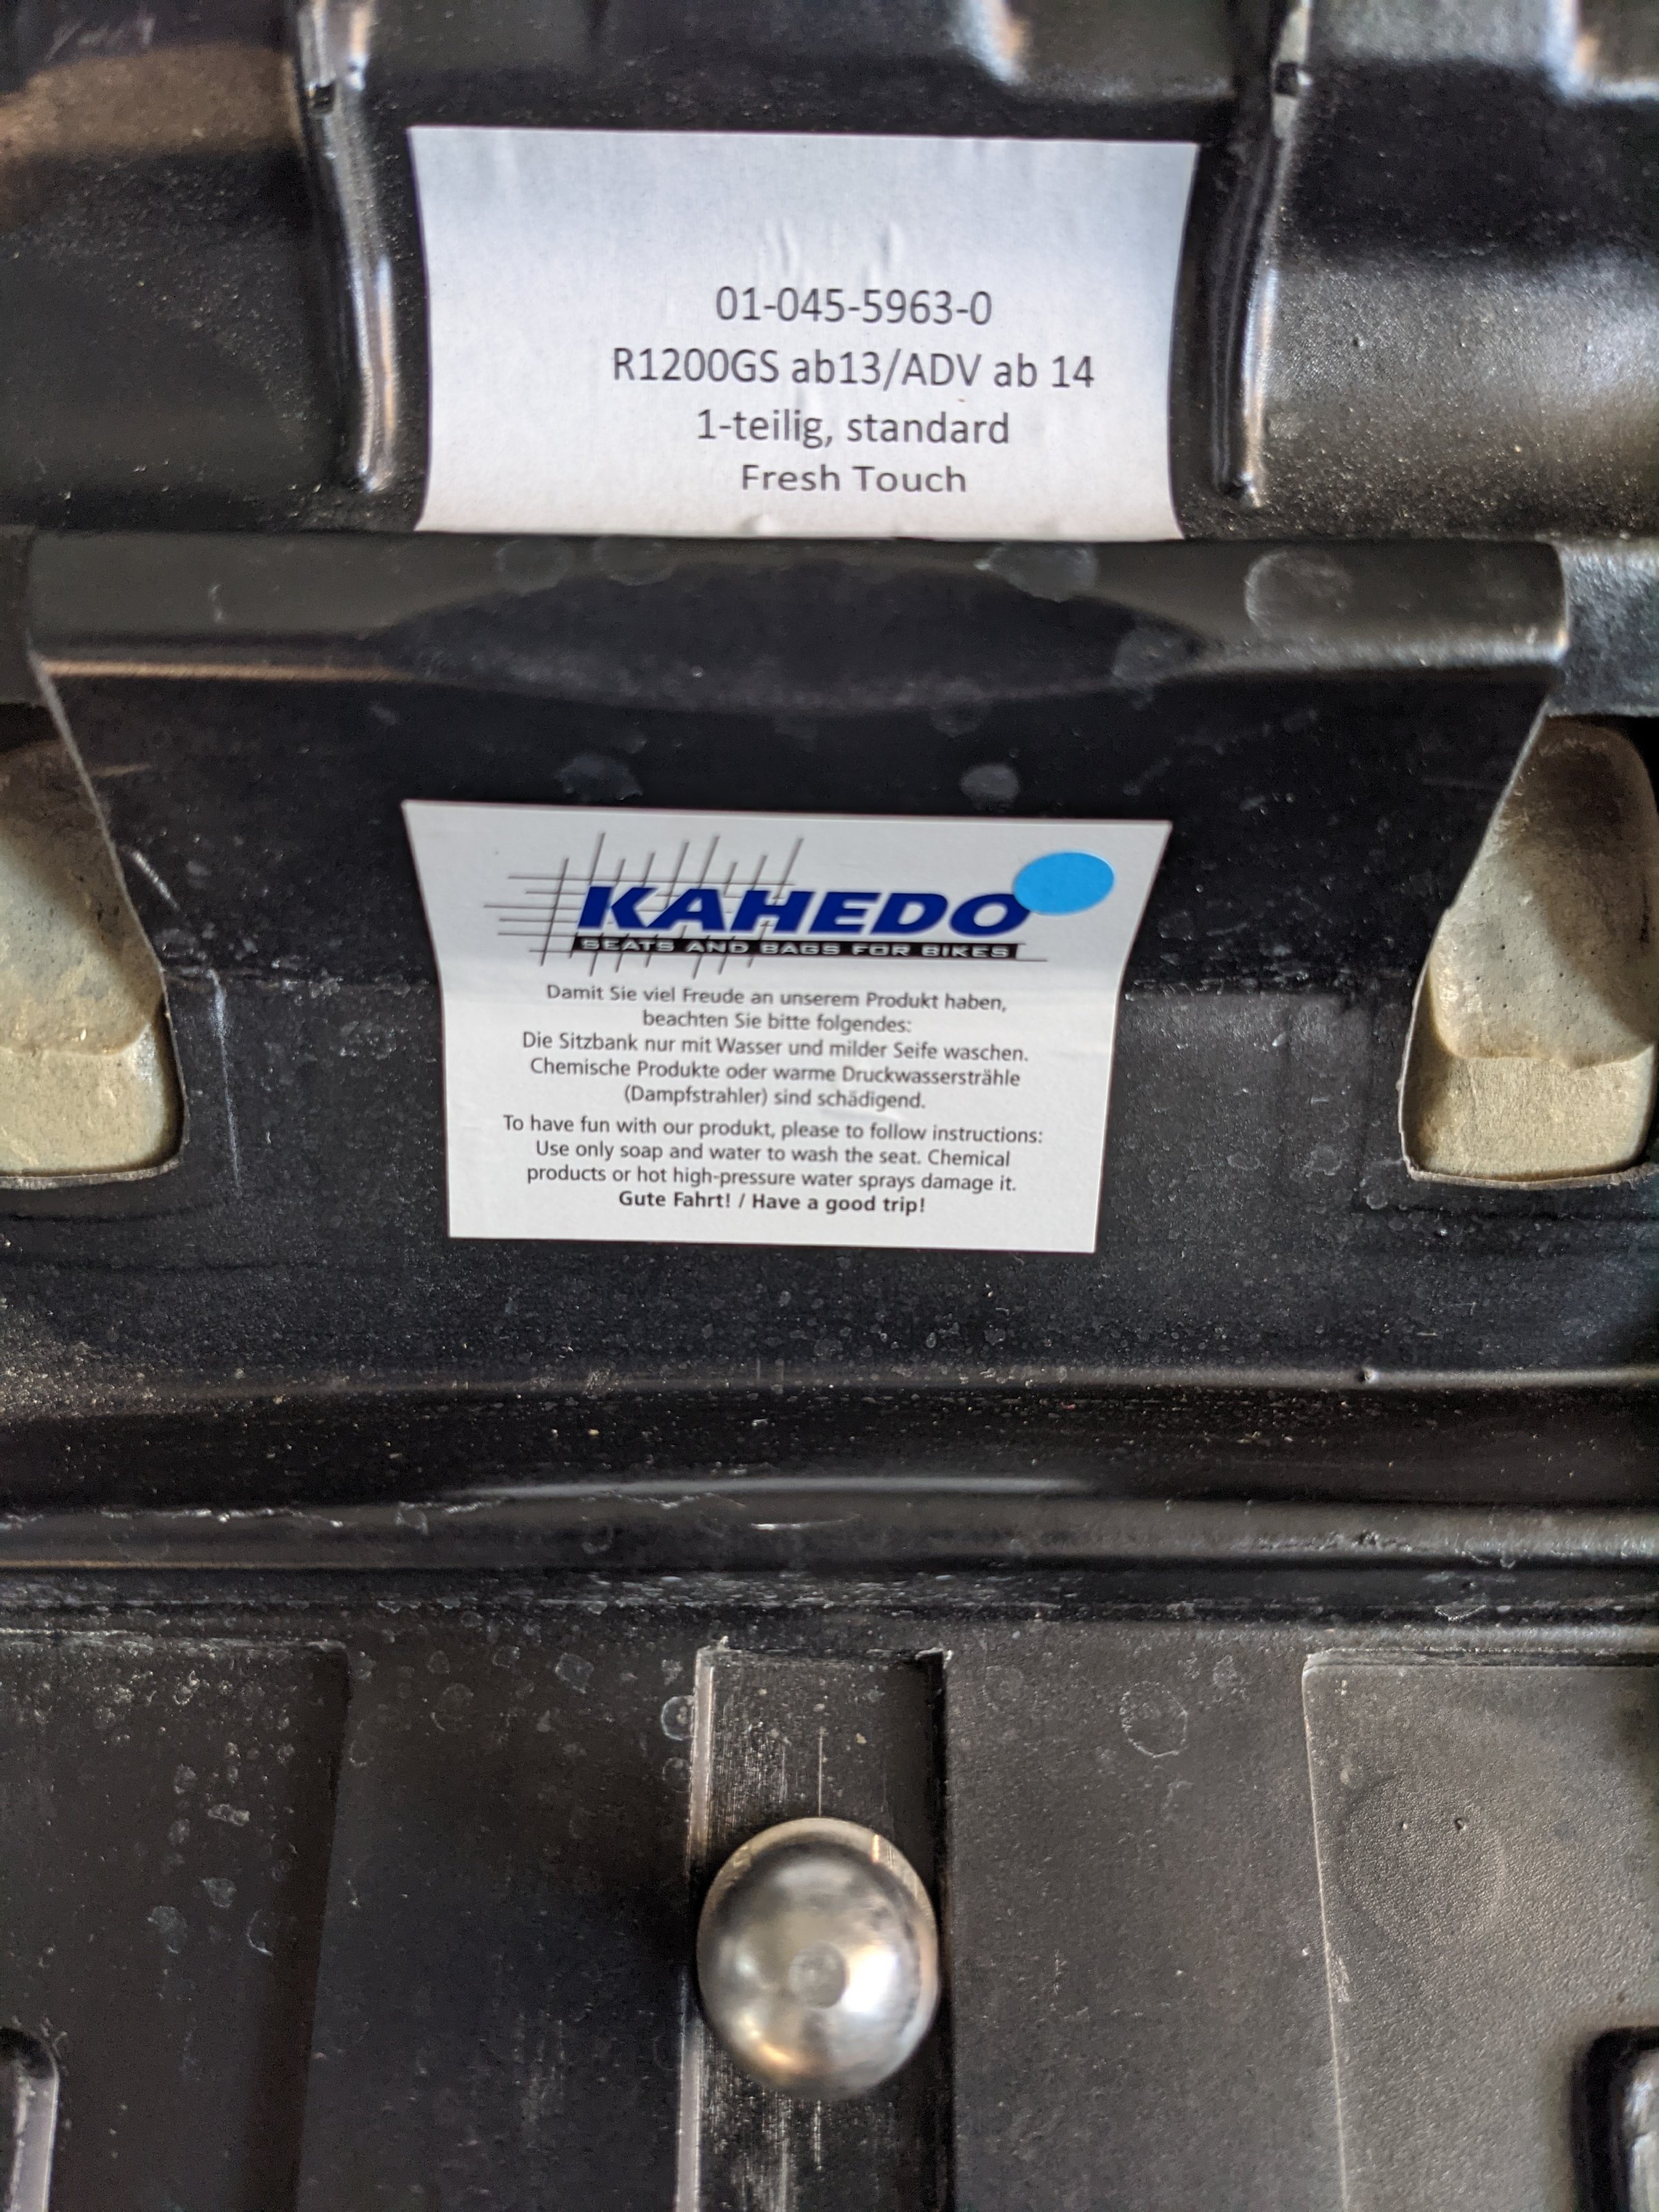 01-045-5963-0
R1200GS ab13/ADV ab 14
1-teilig, standard
Fresh Touch
KAHEDO
SEATS AND BAGS FOR BIKES
Damit Sie viel Freude an unserem Produkt haben,
beachten Sie bitte folgendes:
Die Sitzbank nur mit Wasser und milder Seife waschen.
Chemische Produkte oder warme Druckwassersträhle
(Dampfstrahler) sind schädigend.
To have fun with our produkt, please to follow instructions:
Use only soap and water to wash the seat. Chemical
products or hot high-pressure water sprays damage it.
Gute Fahrt! / Have a good trip!